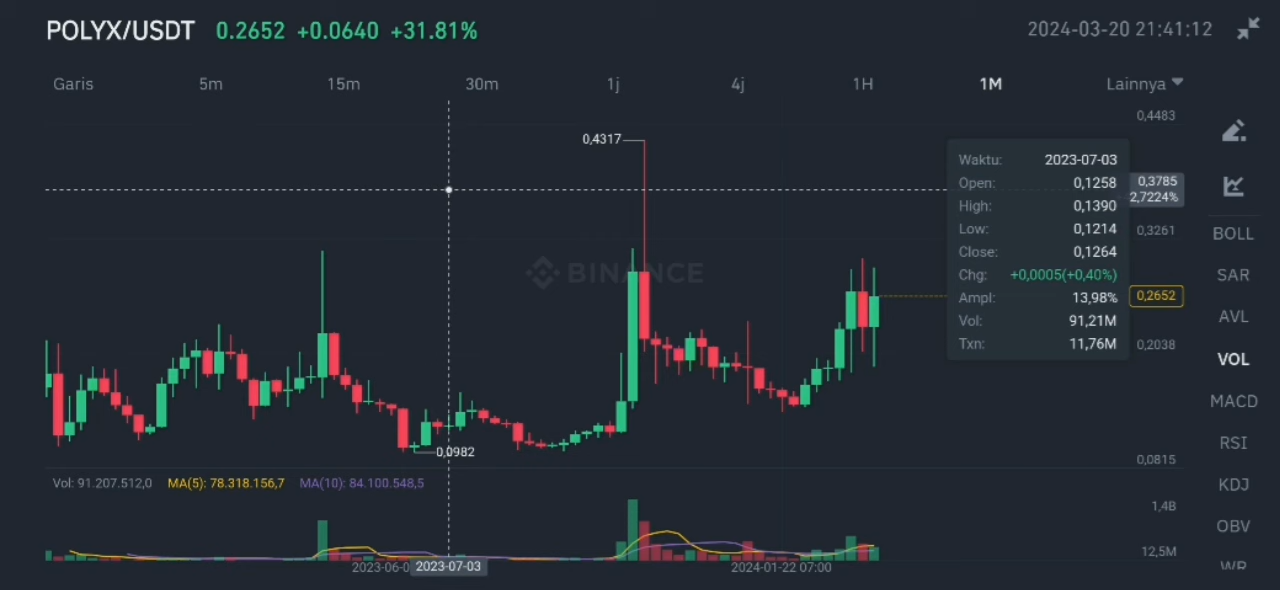 POLYX/USDT 0.2652 +0.0640 +31.81%
2024-03-20 21:41:12
Garis 5m 15m 30m 1j 4j 1H 1M Lainnya
0,4483
0,4317
Waktu: 2023-07-03
Open: 0,1258
High: 0,1390
Low: 0,1214
Close: 0,1264
Chg: +0,0005(+0,40%)
Ampl: 13,98%
Vol: 91,21M
Txn: 11,76M
0,3785
2,7224%
0,3261
0,2652
0,2038
0,0815
BINANCE
0,0982
BOLL
SAR
AVL
VOL
MACD
RSI
KDJ
OBV
WR
Vol: 91.207.512,0 MA(5): 78.318.156,7 MA(10): 84.100.548,5
1,4B
12,5M
2023-06-0 2023-07-03 2024-01-22 07:00